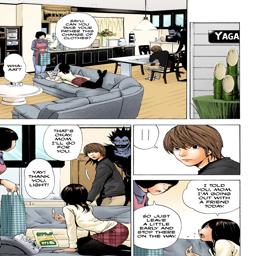 SAYU,
CAN YOU
TAKE YOUR
FATHER THIS
CHANGE OF
CLOTHES?
WHA-
AAT?
YAGA
THAT'S
OKAY,
MOM.
I'LL GO
FOR
YOU.
YAY!
THANK
YOU,
LIGHT!
I TOLD
YOU, MOM,
I'M GOING
OUT WITH
A FRIEND
TODAY.
SO JUST
LEAVE
A LITTLE
EARLY AND
STOP THERE
ON THE WAY.